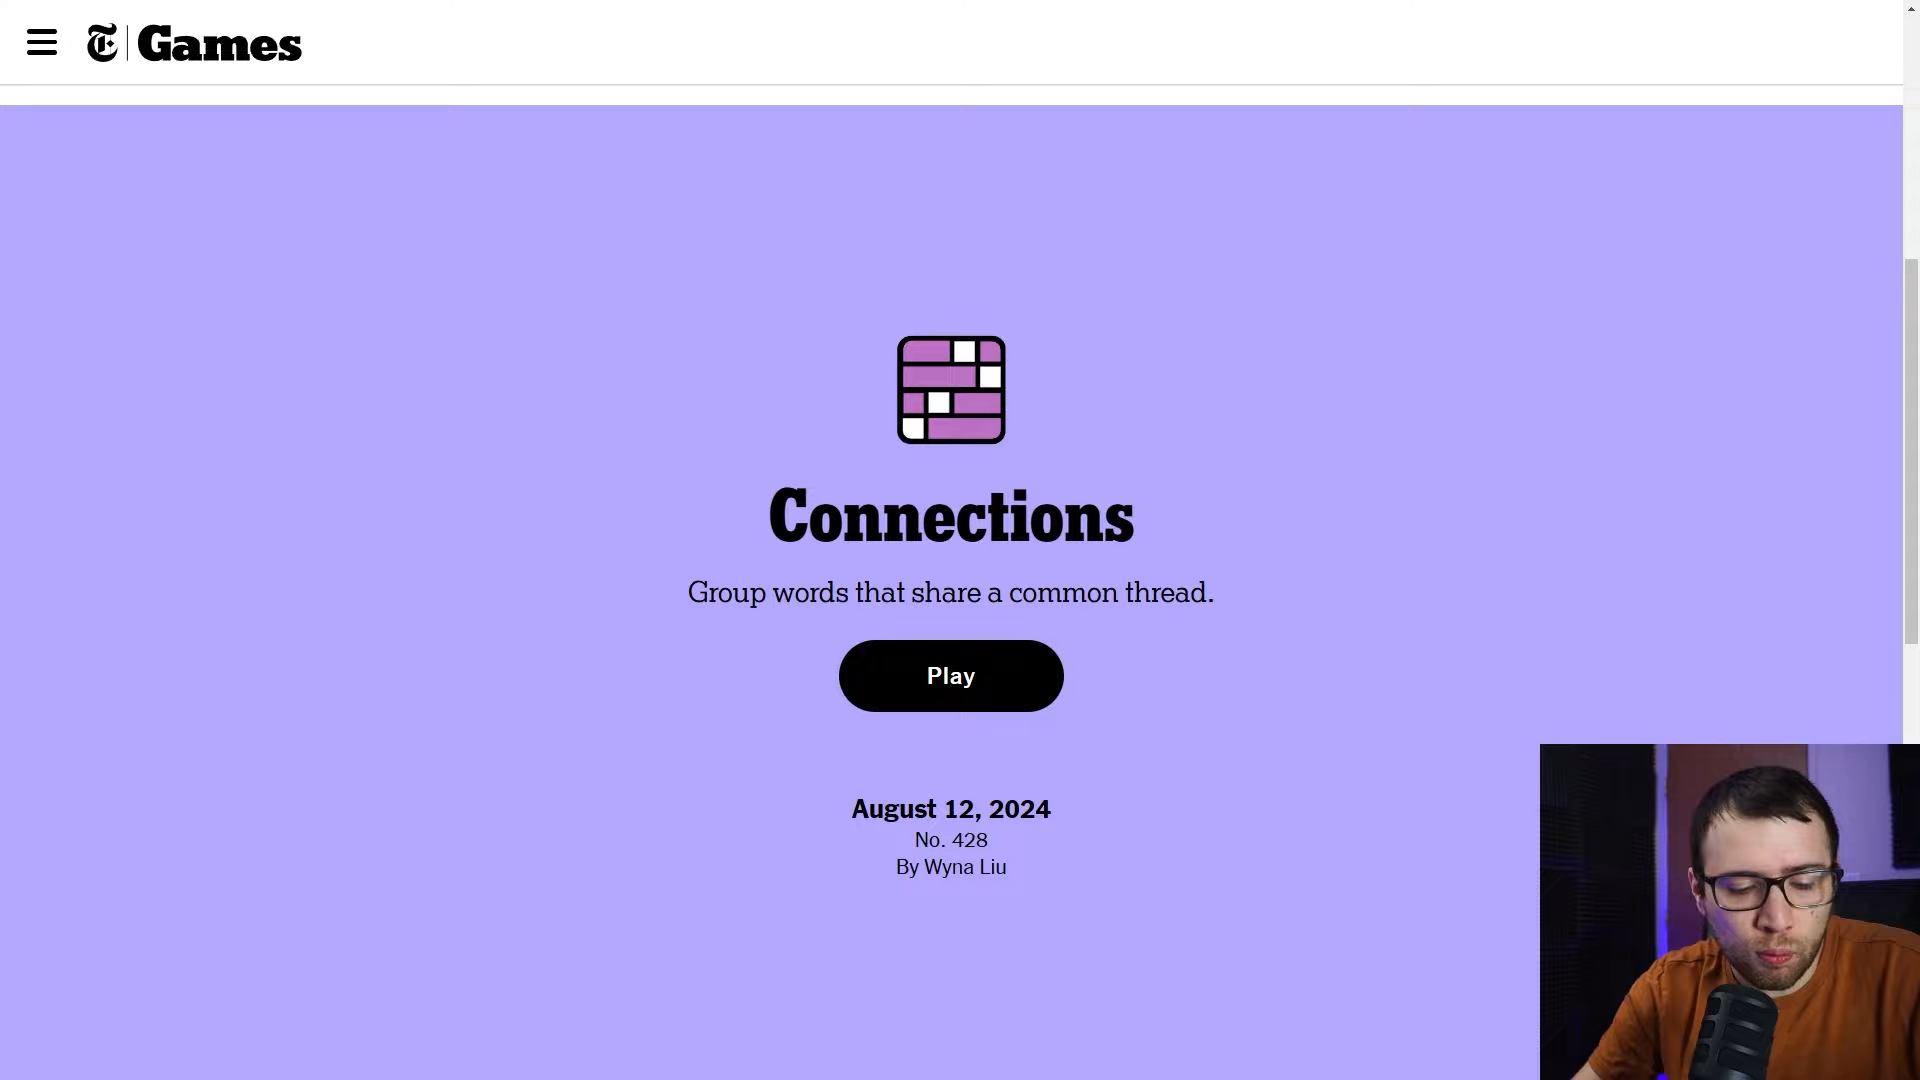 Games
Connections
Group words that share a common thread.
Play
August 12, 2024
No. 428
By Wyna Liu